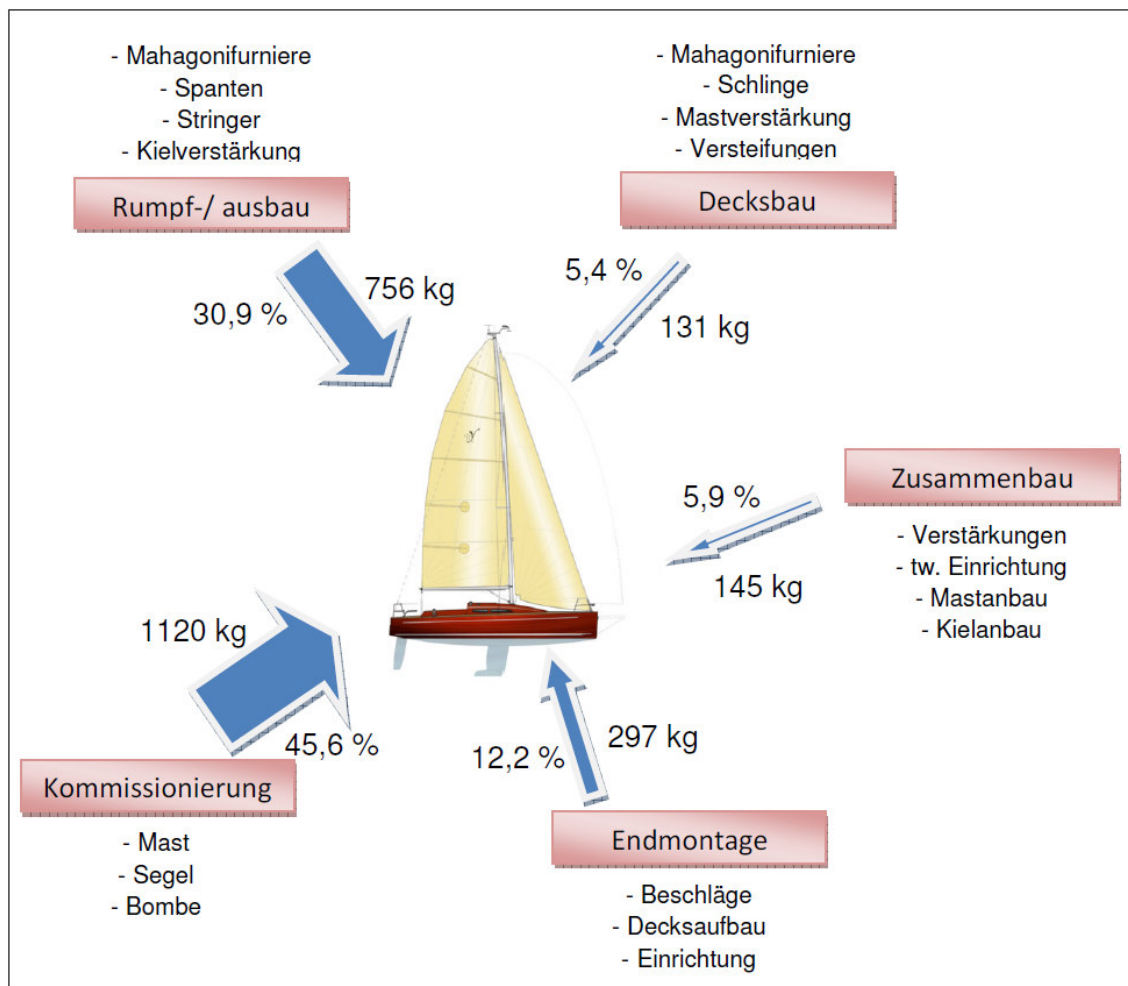 - Mahagonifurniere
- Spanten
- Stringer
- Kielverstärkung
Rumpf-/ ausbau
30,9 %
756 kg
- Mahagonifurniere
- Schlinge
- Mastverstärkung
- Versteifungen
Decksbau
5,4 %
131 kg
Zusammenbau
5,9 %
145 kg
- Verstärkungen
- tw. Einrichtung
- Mastanbau
- Kielanbau
1120 kg
45,6 %
Kommissionierung
- Mast
- Segel
- Bombe
12,2 %
297 kg
Endmontage
- Beschläge
- Decksaufbau
- Einrichtung